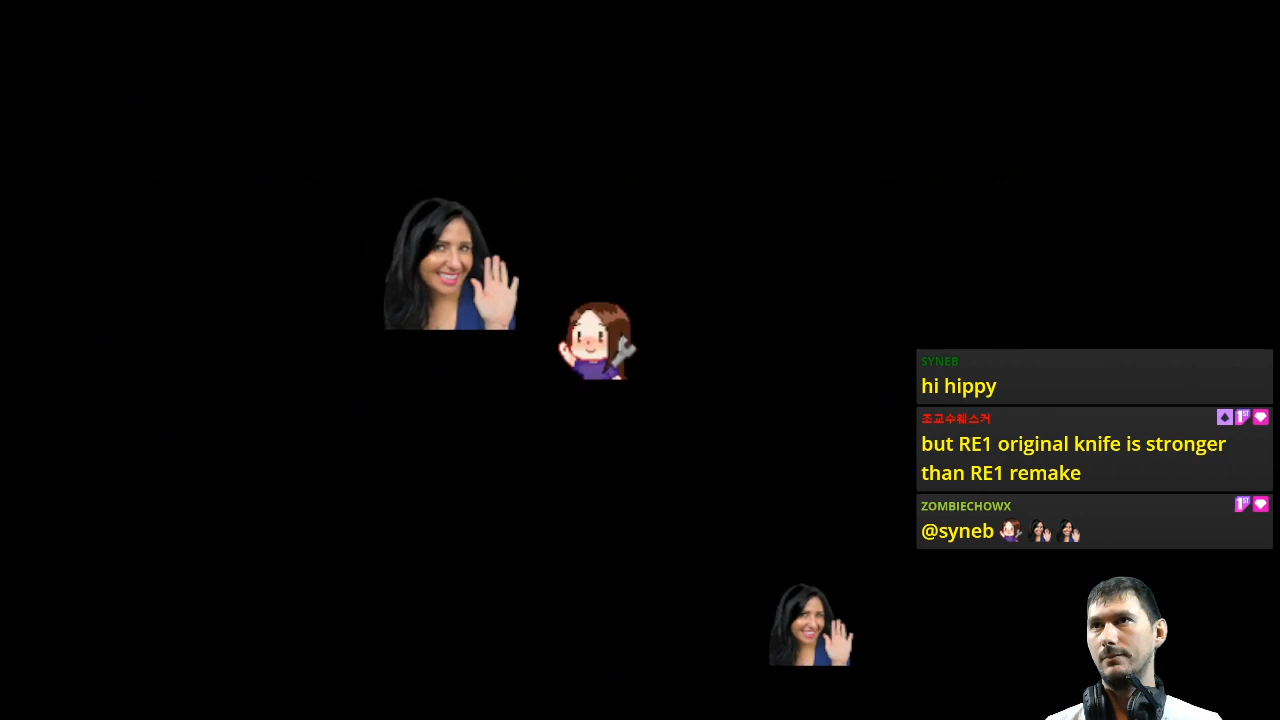 SYNEB
hi hippy
조교수웨스커
but RE1 original knife is stronger
than RE1 remake
ZOMBIECHOWX
@syneb